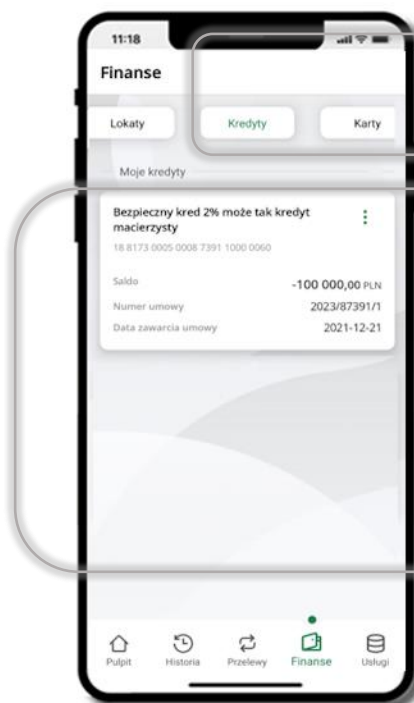 11:18
Finanse
Lokaty Kredyty Karty
Moje kredyty
Bezpieczny kred 2% może tak kredyt
macierzysty
18 8173 0005 0008 7391 1000 0060
Saldo -100 000,00 PLN
Numer umowy 2023/87391/1
Data zawarcia umowy 2021-12-21
Pulpit Historia Przelewy Finanse Usługi